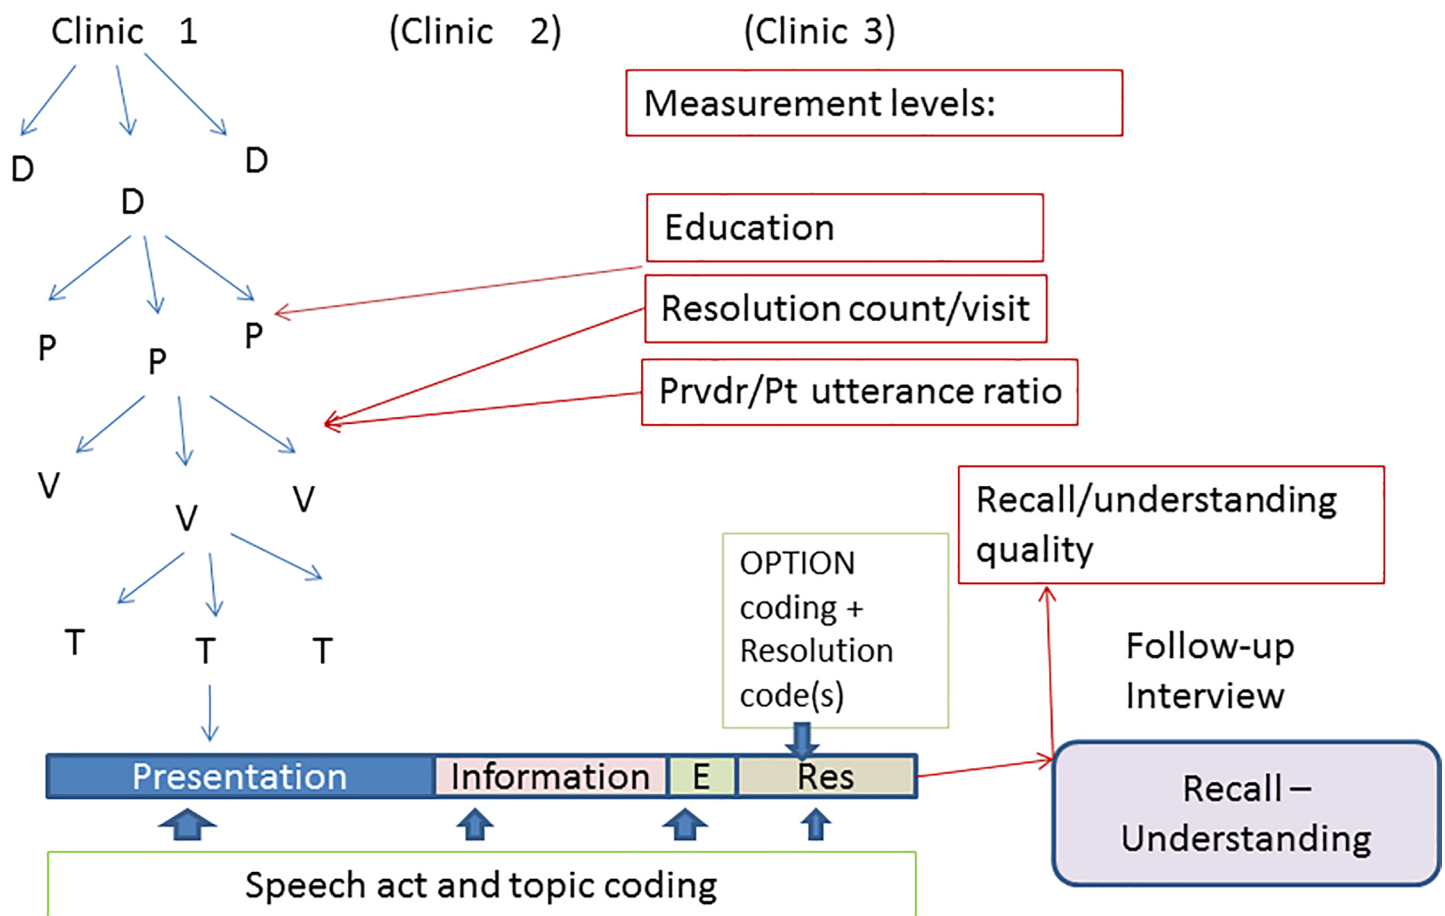 Clinic 1 (Clinic 2) (Clinic 3)
Measurement levels:
D D
D
Education
Resolution count/visit
P P
P
Prvdr/Pt utterance ratio
V V
V
Recall/understanding
quality
OPTION
coding +
Resolution
code(s)
T T T
Follow-up
Interview
Presentation Information E Res
Recall –
Understanding
Speech act and topic coding